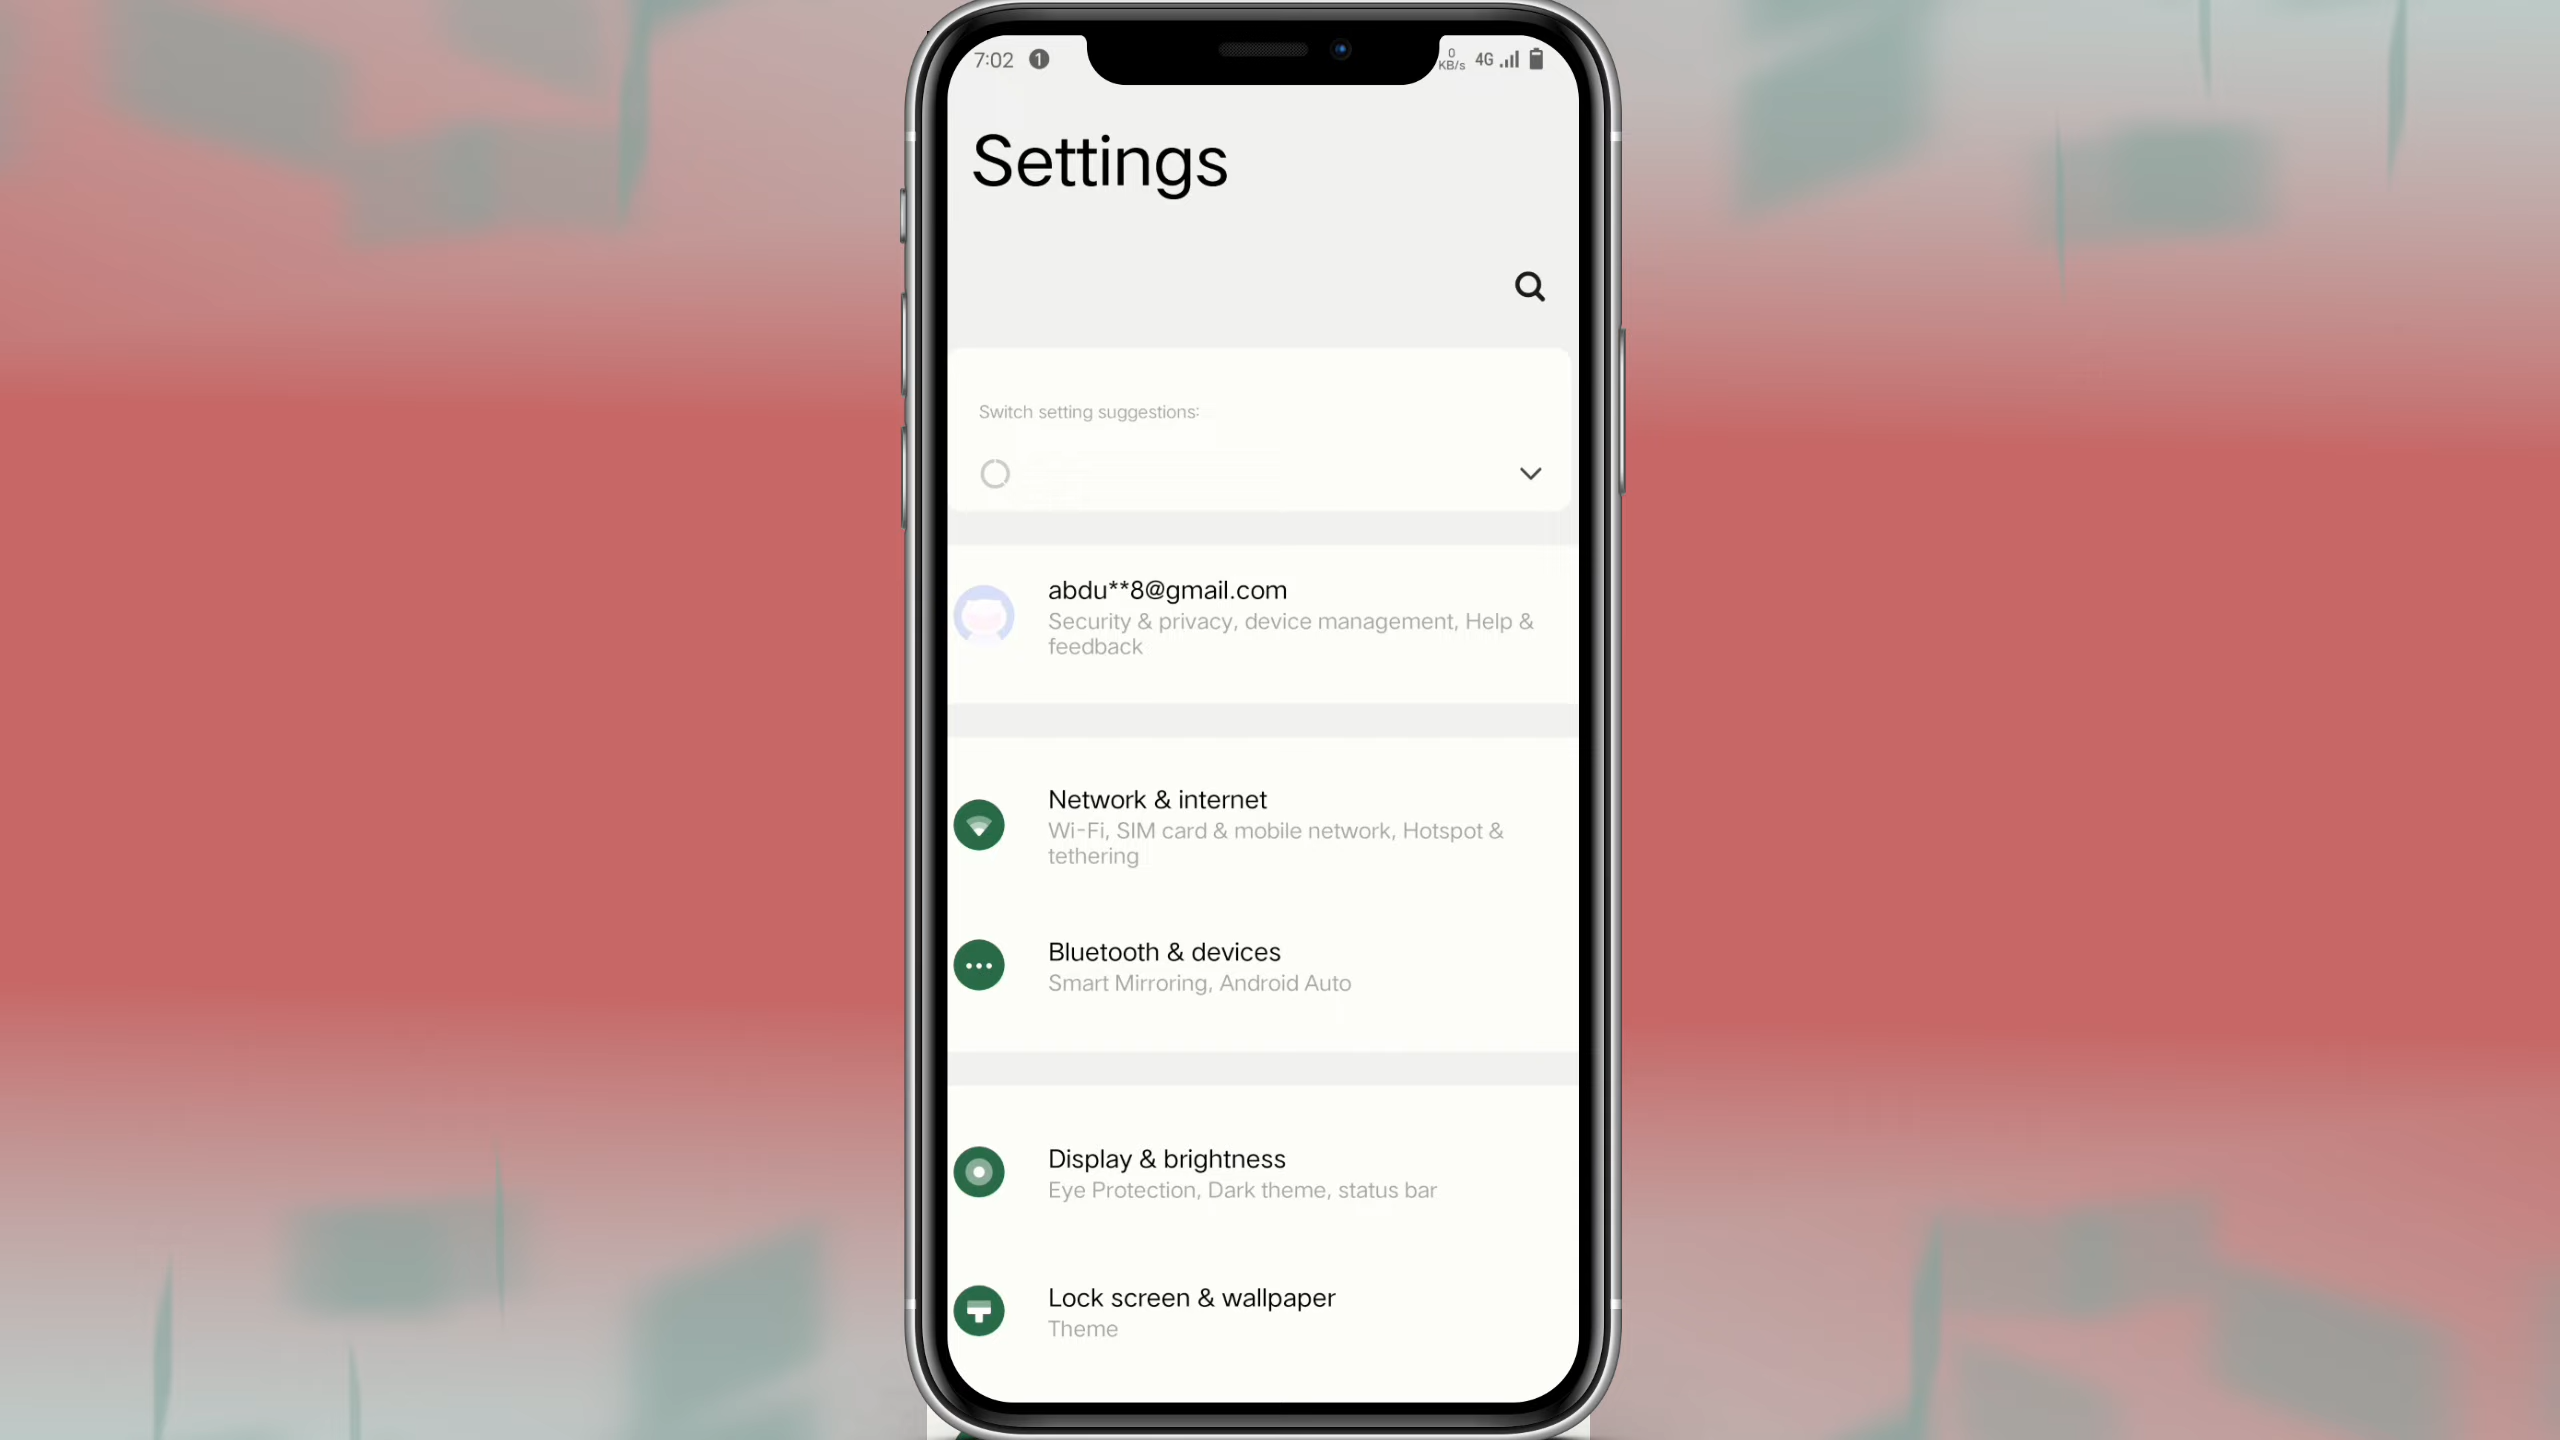 7:02 1 0 KB/s 4G
Settings
Switch setting suggestions:
abdu**8@gmail.com
Security & privacy, device management, Help &
feedback
Network & internet
Wi-Fi, SIM card & mobile network, Hotspot &
tethering
Bluetooth & devices
Smart Mirroring, Android Auto
Display & brightness
Eye Protection, Dark theme, status bar
Lock screen & wallpaper
Theme